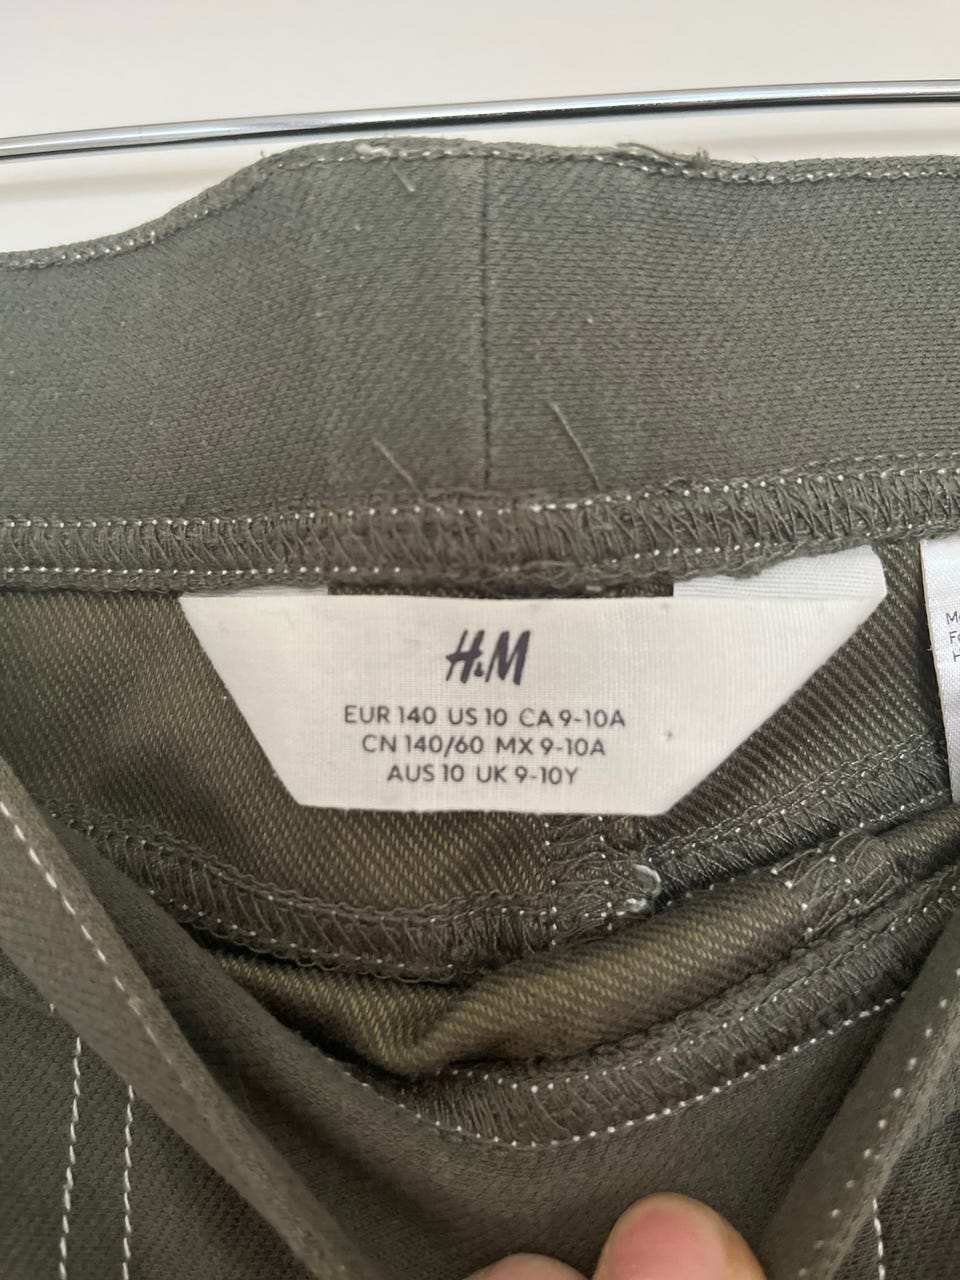 H&M
EUR 140 US 10 CA 9-10A
CN 140/60 MX 9-10A
AUS 10 UK 9-10Y